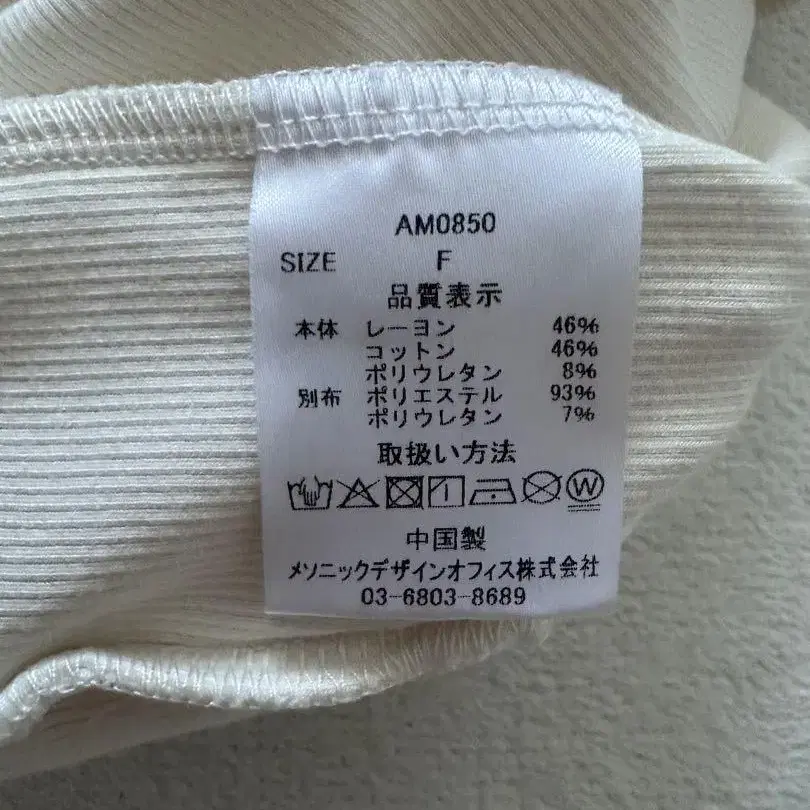 AM0850
SIZE F
品質表示
本体 レーヨン 46%
コットン 46%
ポリウレタン 8%
別布 ポリエステル 93%
ポリウレタン 7%
取扱い方法
W
中国製
メソニックデザインオフィス株式会社
03-6803-8689